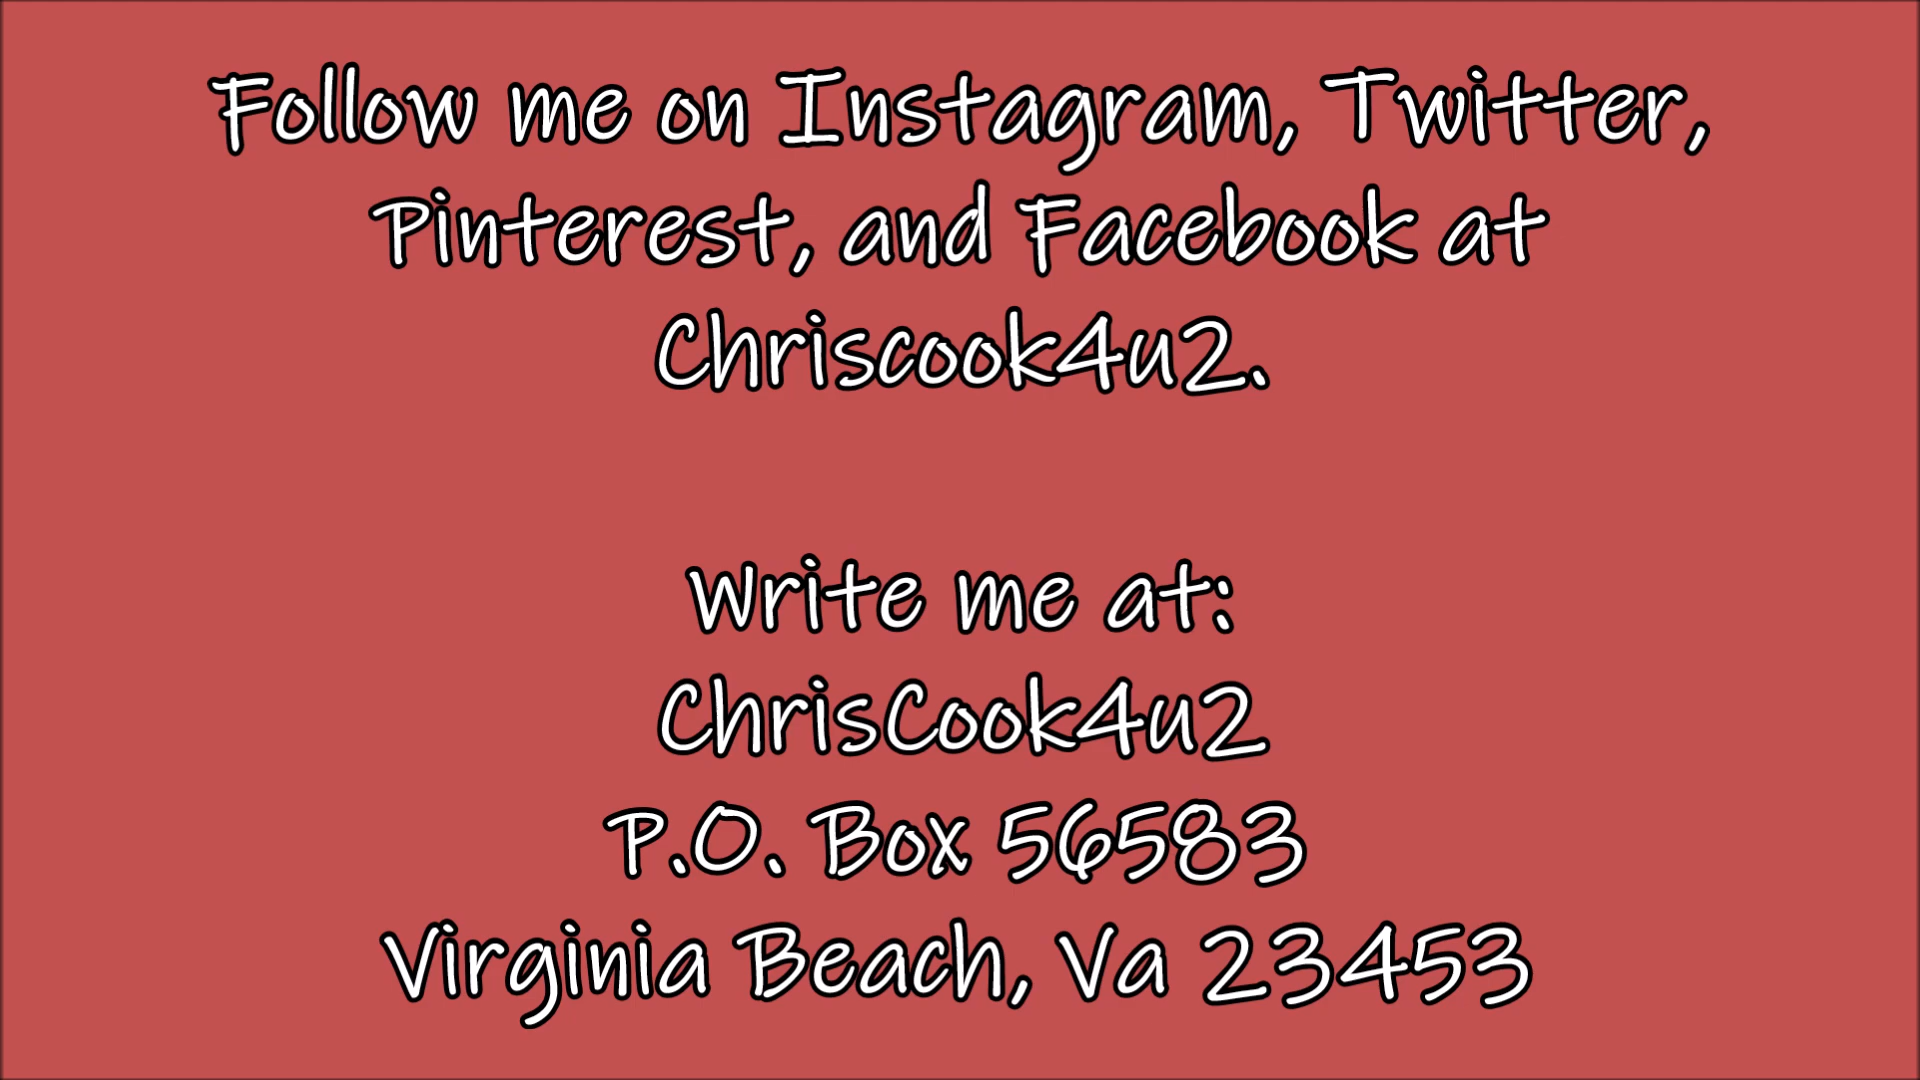 Follow me on Instagram, Twitter,
Pinterest, and Facebook at
Chriscook4u2.
Write me at:
ChrisCook4u2
P.O. Box 56583
Virginia Beach, Va 23453